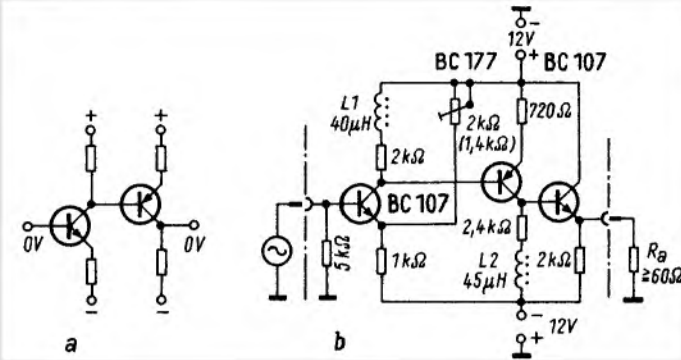 + +
0V
0V
- -
a
-
12V
+
BC 177
BC 107
L1
40µH
2kΩ
2kΩ
(1,4kΩ)
720Ω
BC 107
5kΩ
1kΩ
2,4kΩ
L2
45µH
2kΩ
Ra
≥60Ω
-
12V
+
b